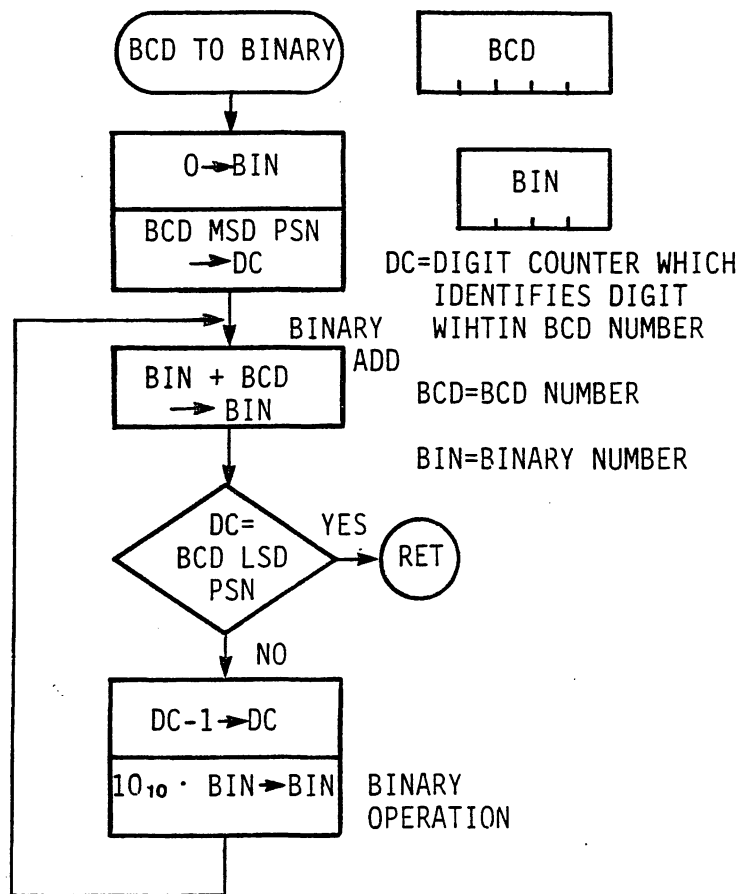 BCD TO BINARY
BCD
0→BIN
BIN
BCD MSD PSN
→DC
DC=DIGIT COUNTER WHICH
IDENTIFIES DIGIT
WIHTIN BCD NUMBER
BINARY
ADD
BIN + BCD
→ BIN
BCD=BCD NUMBER
BIN=BINARY NUMBER
DC=
BCD LSD
PSN
YES
RET
NO
DC-1→DC
10₁₀ · BIN→BIN
BINARY
OPERATION